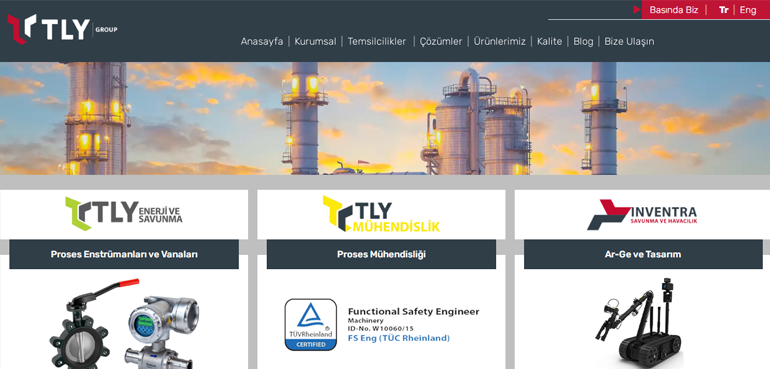 Basında Biz | Tr | Eng
TLY GROUP
Anasayfa | Kurumsal | Temsilcilikler | Çözümler | Ürünlerimiz | Kalite | Blog | Bize Ulaşın
TLY ENERJİ VE SAVUNMA
TLY MÜHENDİSLİK
INVENTRA
SAVUNMA VE HAVACILIK
Proses Enstrümanları ve Vanaları
Proses Mühendisliği
Ar-Ge ve Tasarım
TÜVRheinland
CERTIFIED
Functional Safety Engineer
Machinery
ID-No. W10060/15
FS Eng (TÜC Rheinland)